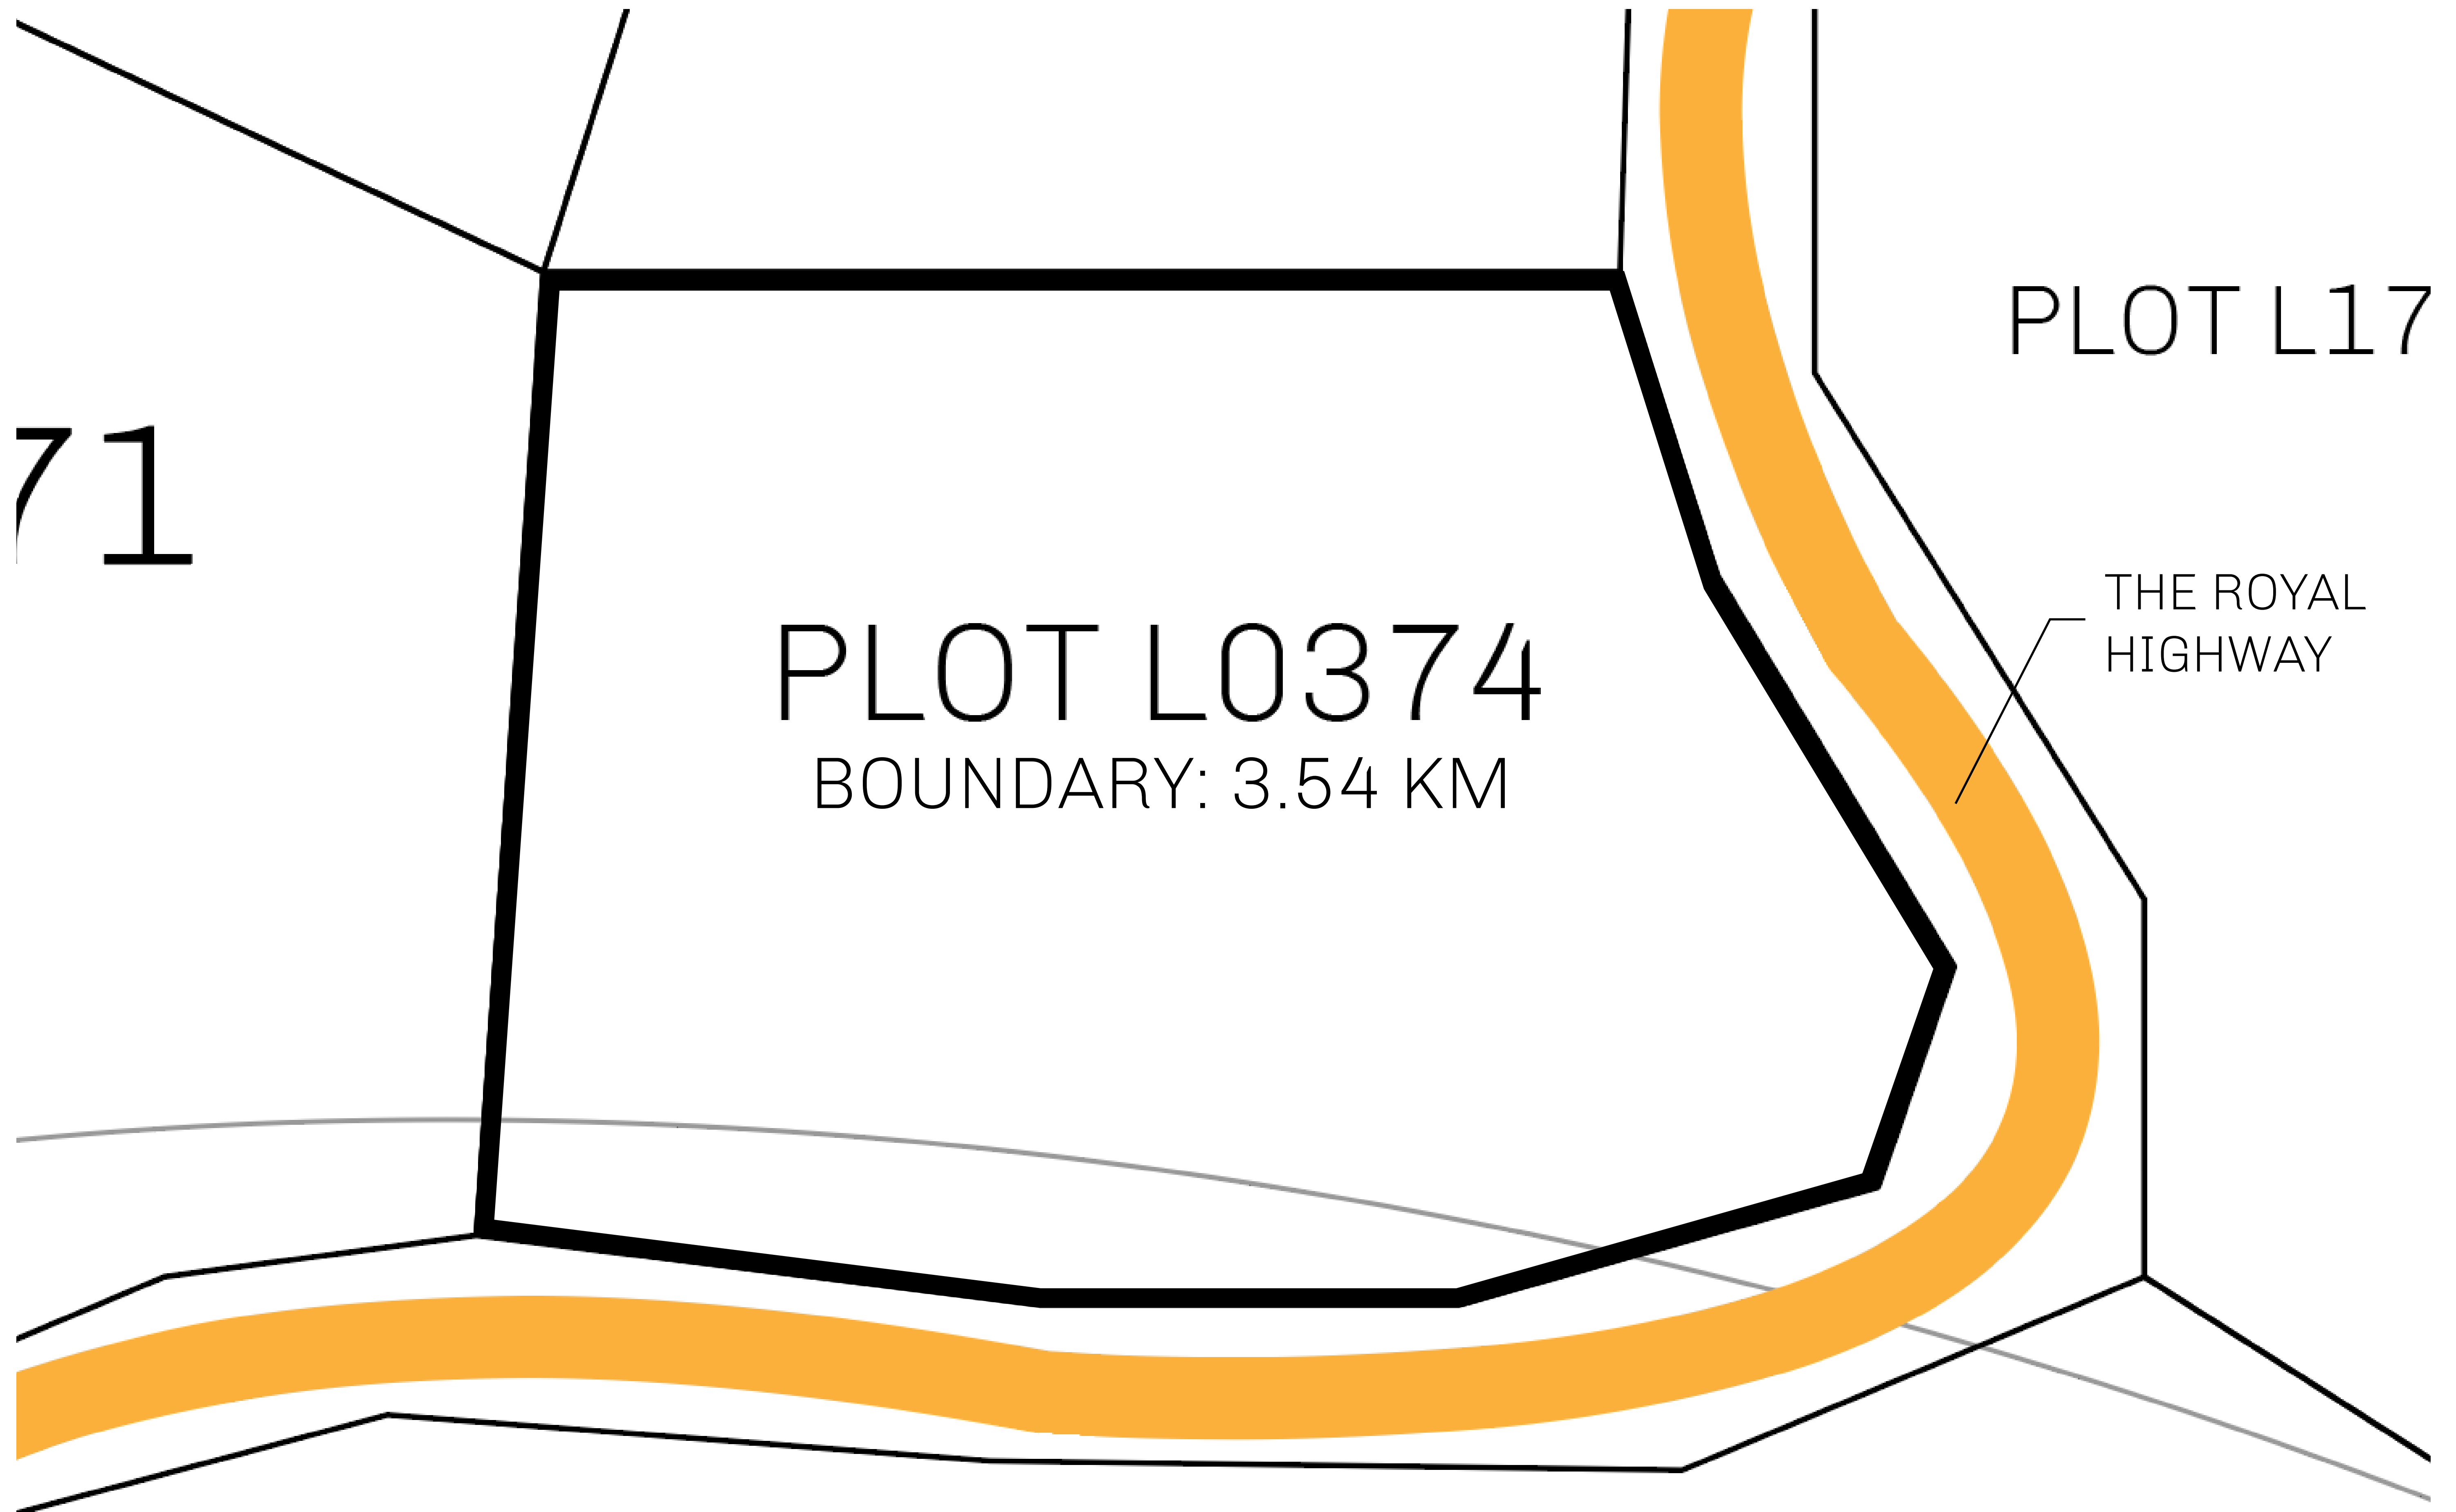 PLOT L17
71
THE ROYAL
HIGHWAY
PLOT L0374
BOUNDARY: 3.54 KM